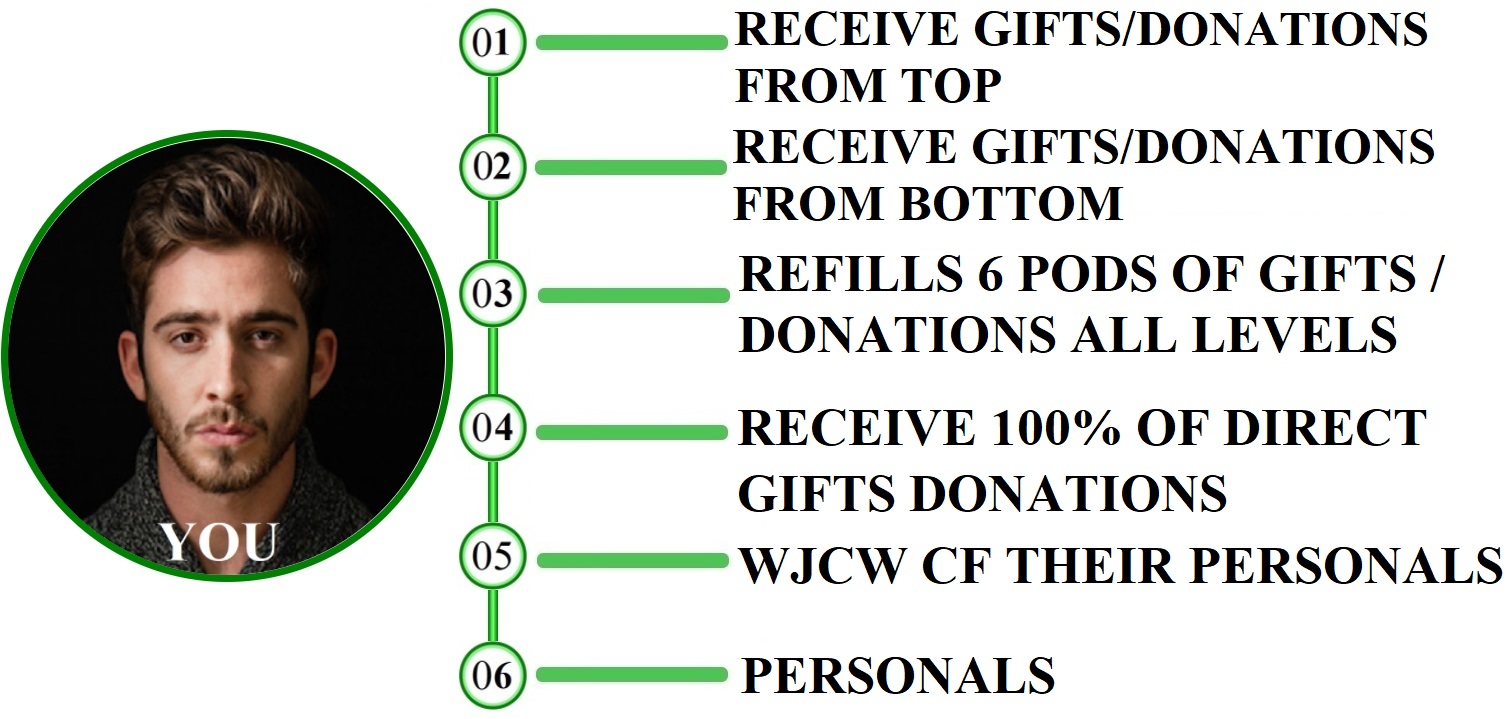 YOU
01
RECEIVE GIFTS/DONATIONS
FROM TOP
02
RECEIVE GIFTS/DONATIONS
FROM BOTTOM
03
REFILLS 6 PODS OF GIFTS /
DONATIONS ALL LEVELS
04
RECEIVE 100% OF DIRECT
GIFTS DONATIONS
05
WJCW CF THEIR PERSONALS
06
PERSONALS